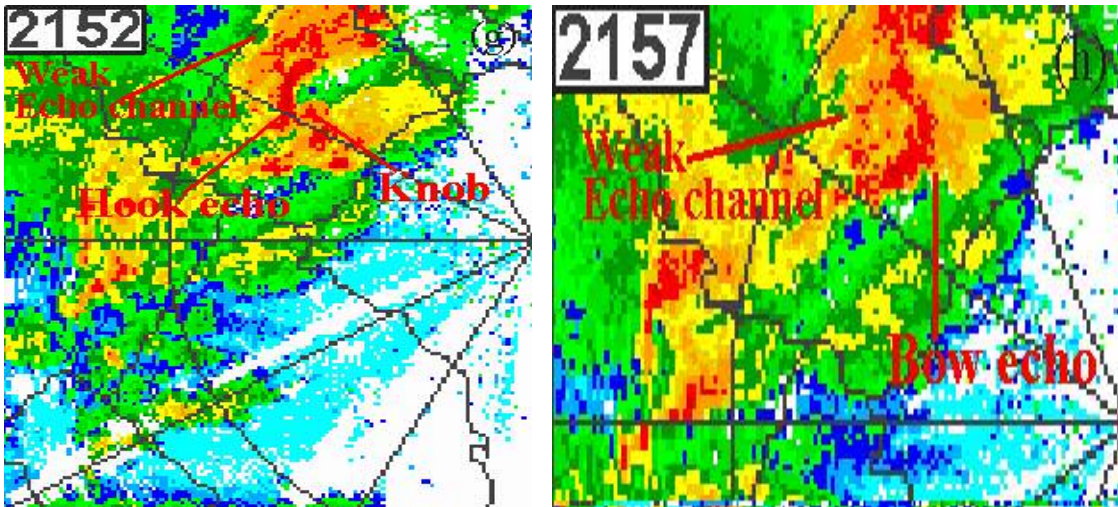 2152
(g)
Weak
Echo channel
Hook echo
Knob
2157
(h)
Weak
Echo channel
Bow echo